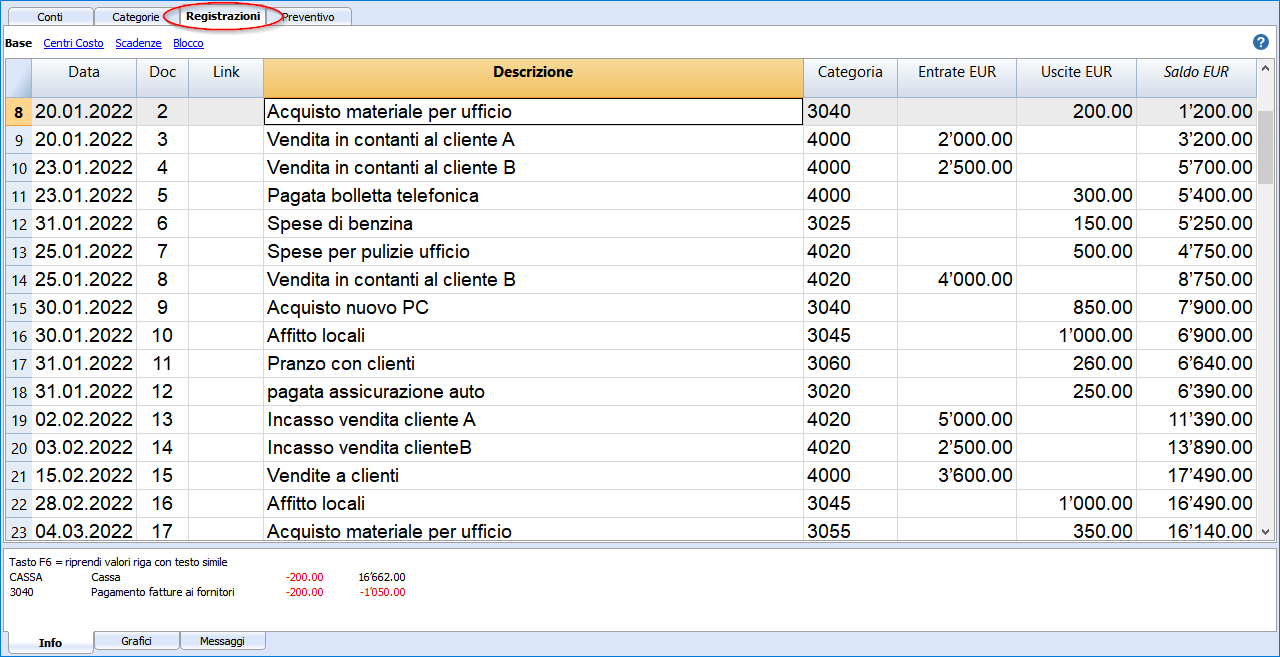 Conti Categorie Registrazioni Preventivo
Base Centri Costo Scadenze Blocco ?
Data Doc Link Descrizione Categoria Entrate EUR Uscite EUR Saldo EUR
8 20.01.2022 2 Acquisto materiale per ufficio 3040 200.00 1’200.00
9 20.01.2022 3 Vendita in contanti al cliente A 4000 2’000.00 3’200.00
10 23.01.2022 4 Vendita in contanti al cliente B 4000 2’500.00 5’700.00
11 23.01.2022 5 Pagata bolletta telefonica 4000 300.00 5’400.00
12 31.01.2022 6 Spese di benzina 3025 150.00 5’250.00
13 25.01.2022 7 Spese per pulizie ufficio 4020 500.00 4’750.00
14 25.01.2022 8 Vendita in contanti al cliente B 4020 4’000.00 8’750.00
15 30.01.2022 9 Acquisto nuovo PC 3040 850.00 7’900.00
16 30.01.2022 10 Affitto locali 3045 1’000.00 6’900.00
17 31.01.2022 11 Pranzo con clienti 3060 260.00 6’640.00
18 31.01.2022 12 pagata assicurazione auto 3020 250.00 6’390.00
19 02.02.2022 13 Incasso vendita cliente A 4020 5’000.00 11’390.00
20 03.02.2022 14 Incasso vendita clienteB 4020 2’500.00 13’890.00
21 15.02.2022 15 Vendite a clienti 4000 3’600.00 17’490.00
22 28.02.2022 16 Affitto locali 3045 1’000.00 16’490.00
23 04.03.2022 17 Acquisto materiale per ufficio 3055 350.00 16’140.00
Tasto F6 = riprendi valori riga con testo simile
CASSA Cassa -200.00 16’662.00
3040 Pagamento fatture ai fornitori -200.00 -1’050.00
Info Grafici Messaggi